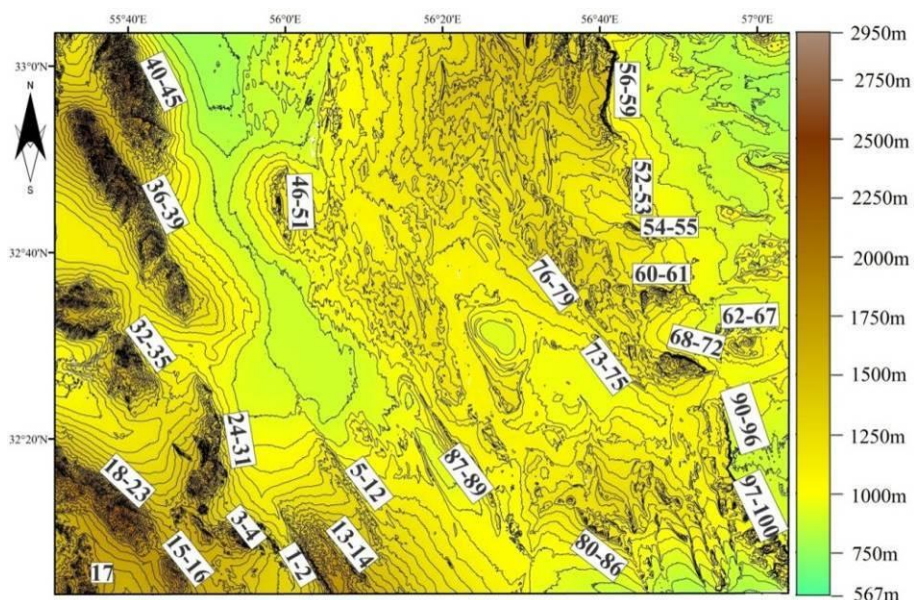 55°40'E 56°0'E 56°20'E 56°40'E 57°0'E
33°0'N
32°40'N
32°20'N
N
S
40-45
36-39
46-51
56-59
52-53
54-55
60-61
76-79
62-67
68-72
73-75
32-35
24-31
90-96
18-23
5-12
87-89
97-100
3-4
13-14
80-86
15-16
1-2
17
2950m
2750m
2500m
2250m
2000m
1750m
1500m
1250m
1000m
750m
567m